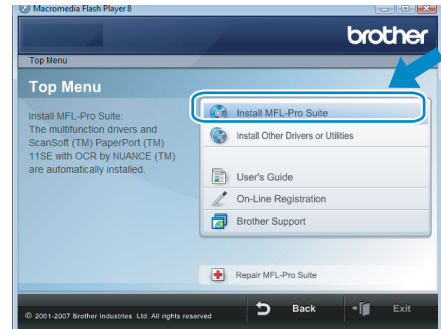 Macromedia Flash Player 8
brother
Top Menu
Top Menu
Install MFL-Pro Suite:
The multifunction drivers and
ScanSoft (TM) PaperPort (TM)
11SE with OCR by NUANCE (TM)
are automatically installed.
Install MFL-Pro Suite
Install Other Drivers or Utilities
User's Guide
On-Line Registration
Brother Support
Repair MFL-Pro Suite
© 2001-2007 Brother Industries Ltd. All rights reserved
Back
Exit